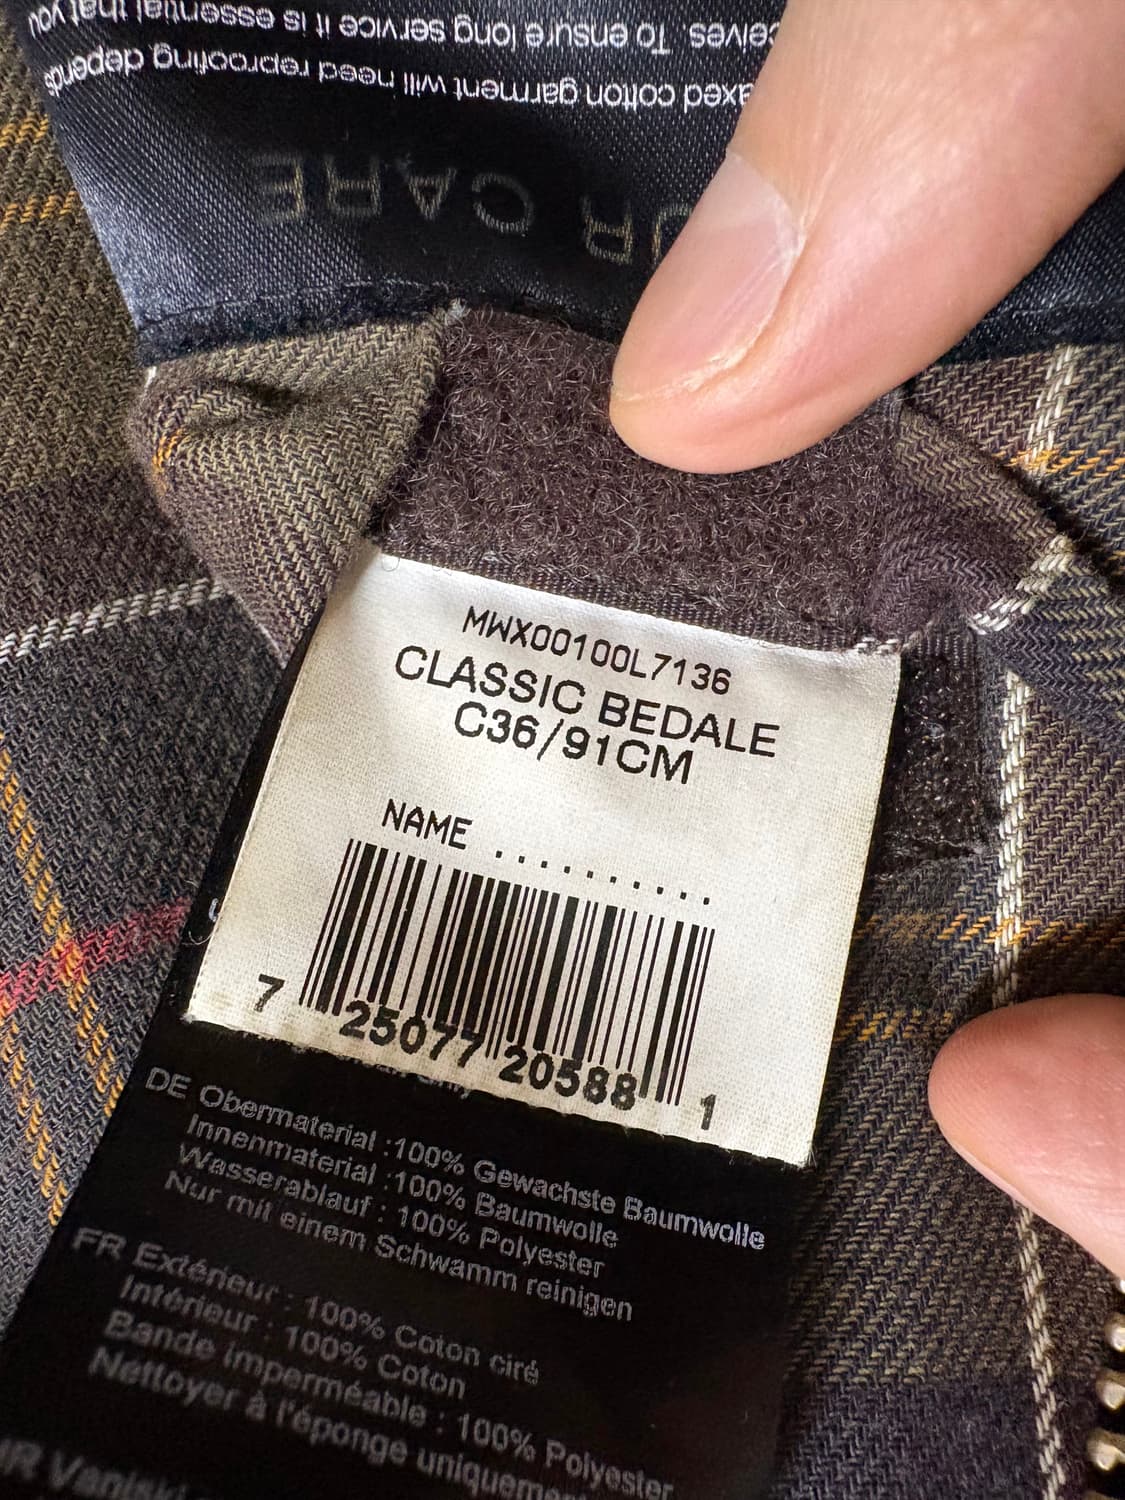 axed cotton garment will need reproofing depends
ceives. To ensure long service it is essential that you
UR CARE
MWX00100L7136
CLASSIC BEDALE
C36/91CM
NAME ..........
7 25077 20588 1
DE Obermaterial :100% Gewachste Baumwolle
Innenmaterial :100% Baumwolle
Wasserablauf : 100% Polyester
Nur mit einem Schwamm reinigen
FR Extérieur : 100% Coton ciré
Intérieur : 100% Coton
Bande imperméable : 100% Polyester
Nettoyer à l'éponge uniquement